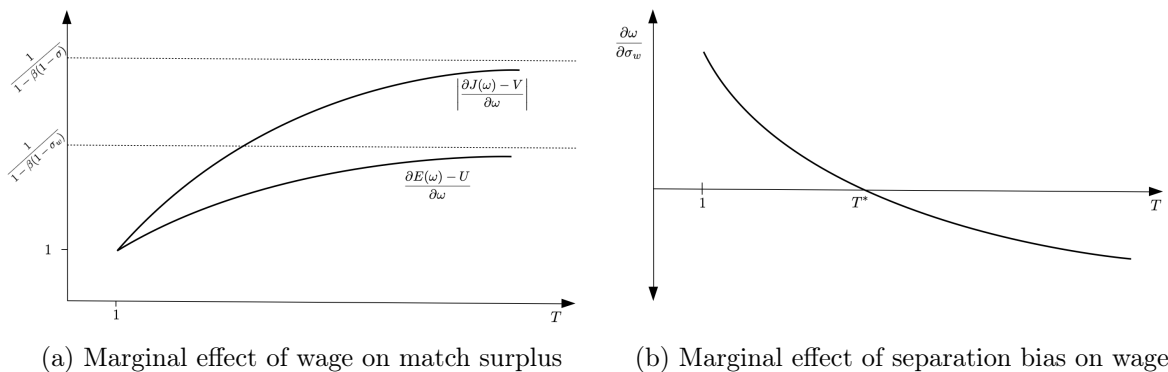 1/(1 − β(1 − σ))
|∂J(ω) − V / ∂ω|
1/(1 − β(1 − σ_w))
∂E(ω) − U / ∂ω
1
1
T
(a) Marginal effect of wage on match surplus
∂ω/∂σ_w
1
T*
T
(b) Marginal effect of separation bias on wage